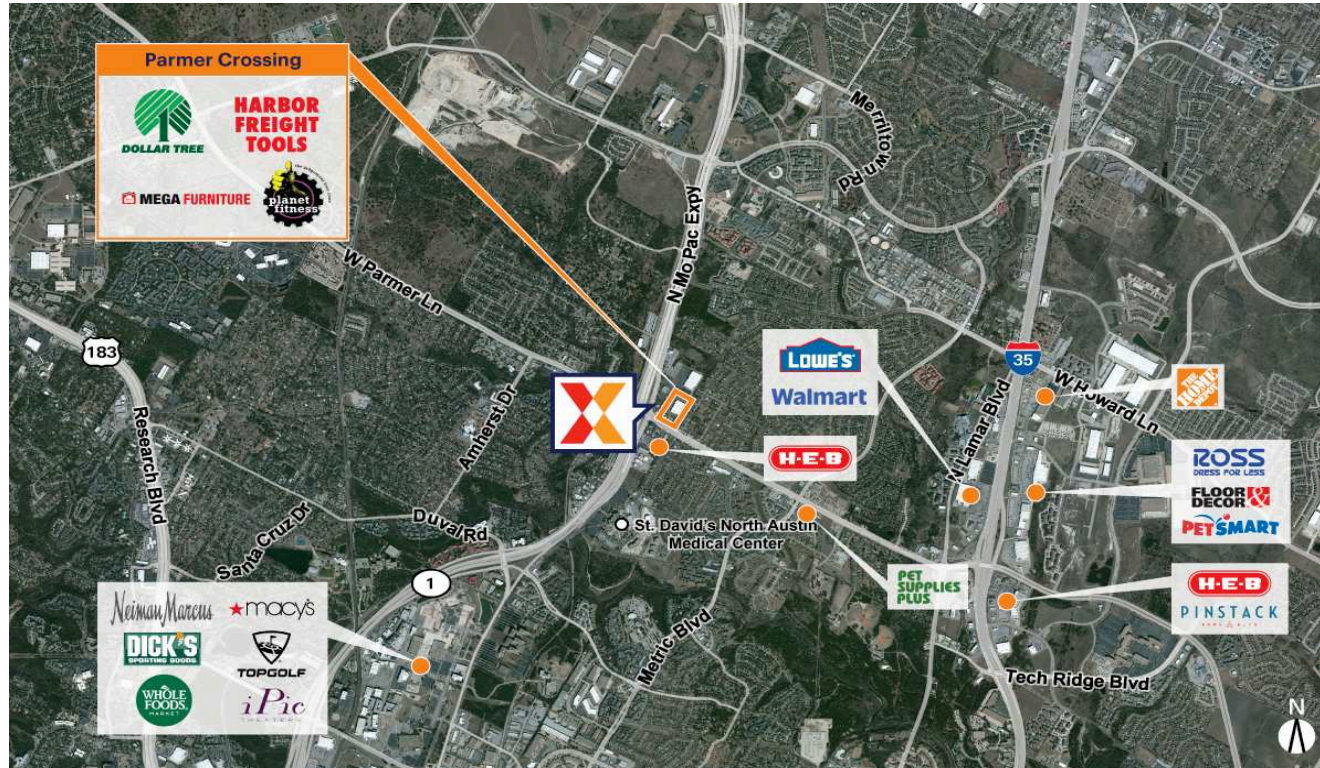 Parmer Crossing
DOLLAR TREE
HARBOR
FREIGHT
TOOLS
MEGA FURNITURE
planet
fitness
W Parmer Ln
N Mo Pac Expy
Merriltown Rd
183
Research Blvd
Amherst Dr
LOWE'S
Walmart
35
N Lamar Blvd
W Howard Ln
THE
HOME
DEPOT
H-E-B
ROSS
DRESS FOR LESS
FLOOR &
DECOR
PETSMART
Santa Cruz Dr
Duval Rd
St. David's North Austin
Medical Center
1
Metric Blvd
PET
SUPPLIES
PLUS
H-E-B
PINSTACK
Tech Ridge Blvd
Neiman Marcus
★macy's
DICK'S
SPORTING GOODS
TOPGOLF
WHOLE
FOODS
MARKET
iPic
THEATERS
N